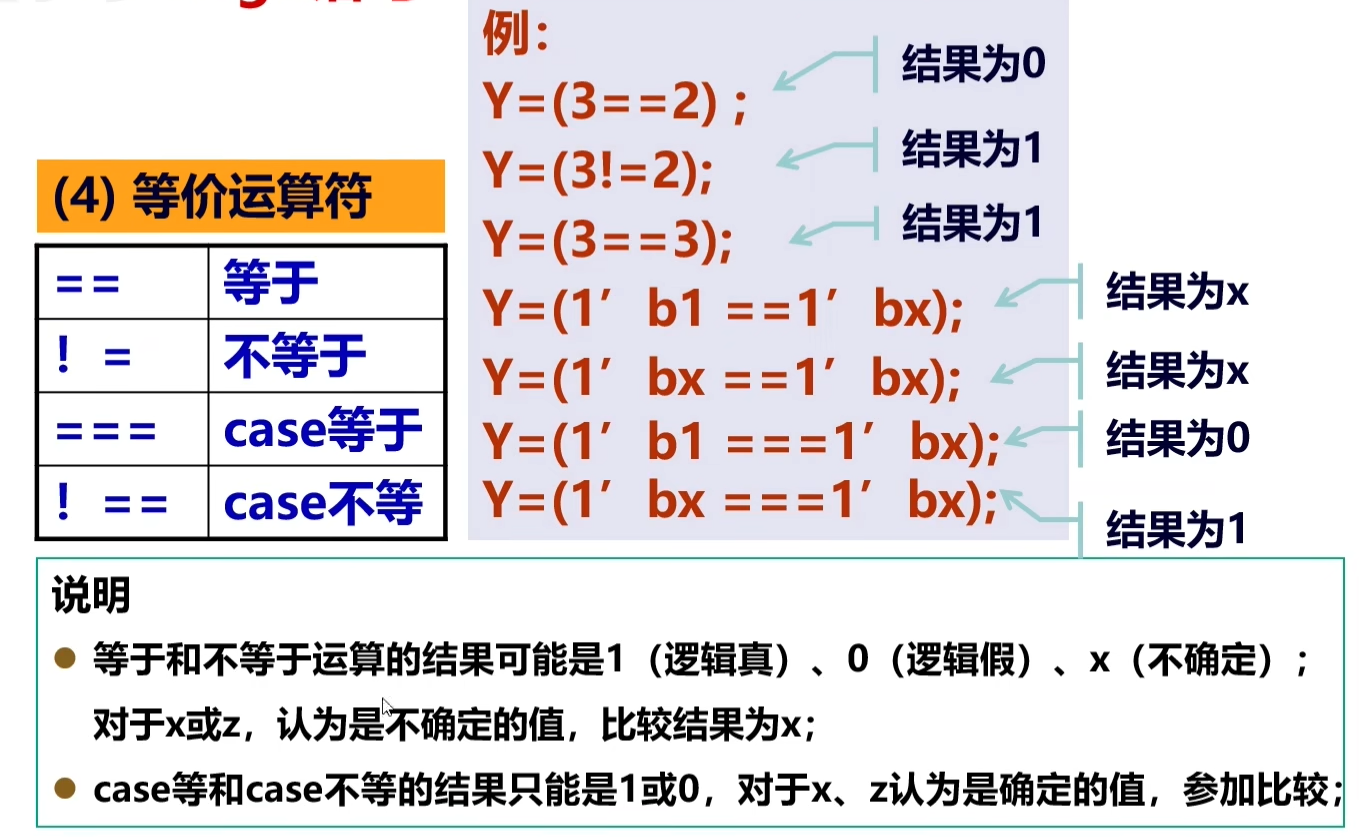 (4) 等价运算符
== 等于
! = 不等于
=== case等于
! == case不等
例：
Y=(3==2) ; 结果为0
Y=(3!=2); 结果为1
Y=(3==3); 结果为1
Y=(1′ b1 ==1′ bx); 结果为x
Y=(1′ bx ==1′ bx); 结果为x
Y=(1′ b1 ===1′ bx); 结果为0
Y=(1′ bx ===1′ bx); 结果为1
说明
● 等于和不等于运算的结果可能是1（逻辑真）、0（逻辑假）、x（不确定）;
对于x或z，认为是不确定的值，比较结果为x;
● case等和case不等的结果只能是1或0，对于x、z认为是确定的值，参加比较;